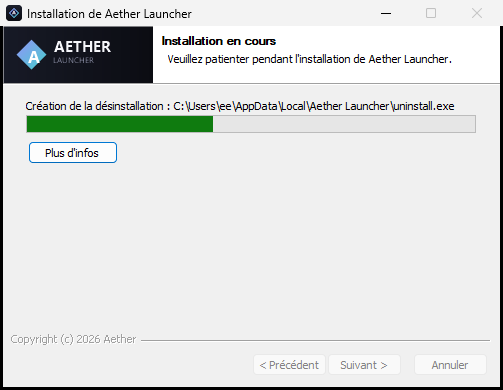 Installation de Aether Launcher
A
AETHER
LAUNCHER
Installation en cours
Veuillez patienter pendant l'installation de Aether Launcher.
Création de la désinstallation : C:\Users\ee\AppData\Local\Aether Launcher\uninstall.exe
Plus d'infos
Copyright (c) 2026 Aether
< Précédent
Suivant >
Annuler